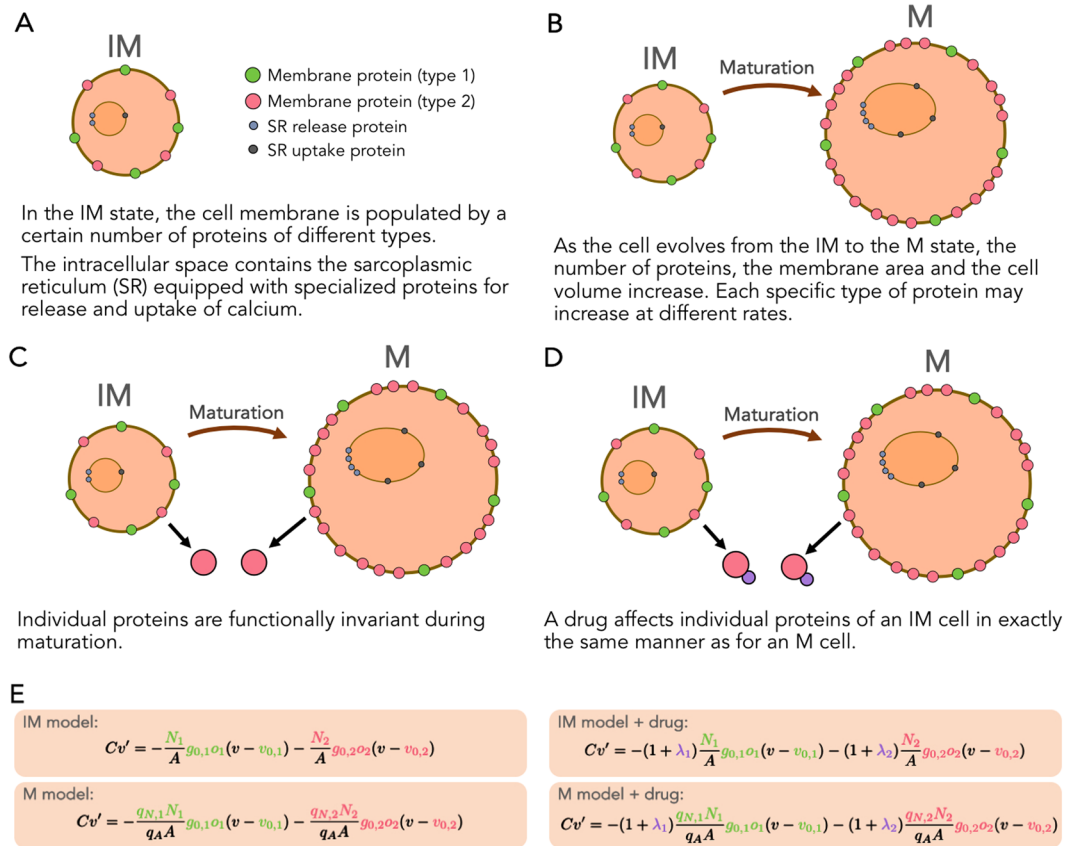 A
IM
Membrane protein (type 1)
Membrane protein (type 2)
SR release protein
SR uptake protein
In the IM state, the cell membrane is populated by a
certain number of proteins of different types.
The intracellular space contains the sarcoplasmic
reticulum (SR) equipped with specialized proteins for
release and uptake of calcium.
B
IM
Maturation
M
As the cell evolves from the IM to the M state, the
number of proteins, the membrane area and the cell
volume increase. Each specific type of protein may
increase at different rates.
C
IM
Maturation
M
Individual proteins are functionally invariant during
maturation.
D
IM
Maturation
M
A drug affects individual proteins of an IM cell in exactly
the same manner as for an M cell.
E
IM model:
Cv′ = −N₁/A g₀,₁o₁(v − v₀,₁) − N₂/A g₀,₂o₂(v − v₀,₂)
M model:
Cv′ = −q_N,₁N₁/q_A A g₀,₁o₁(v − v₀,₁) − q_N,₂N₂/q_A A g₀,₂o₂(v − v₀,₂)
IM model + drug:
Cv′ = −(1 + λ₁)N₁/A g₀,₁o₁(v − v₀,₁) − (1 + λ₂)N₂/A g₀,₂o₂(v − v₀,₂)
M model + drug:
Cv′ = −(1 + λ₁)q_N,₁N₁/q_A A g₀,₁o₁(v − v₀,₁) − (1 + λ₂)q_N,₂N₂/q_A A g₀,₂o₂(v − v₀,₂)